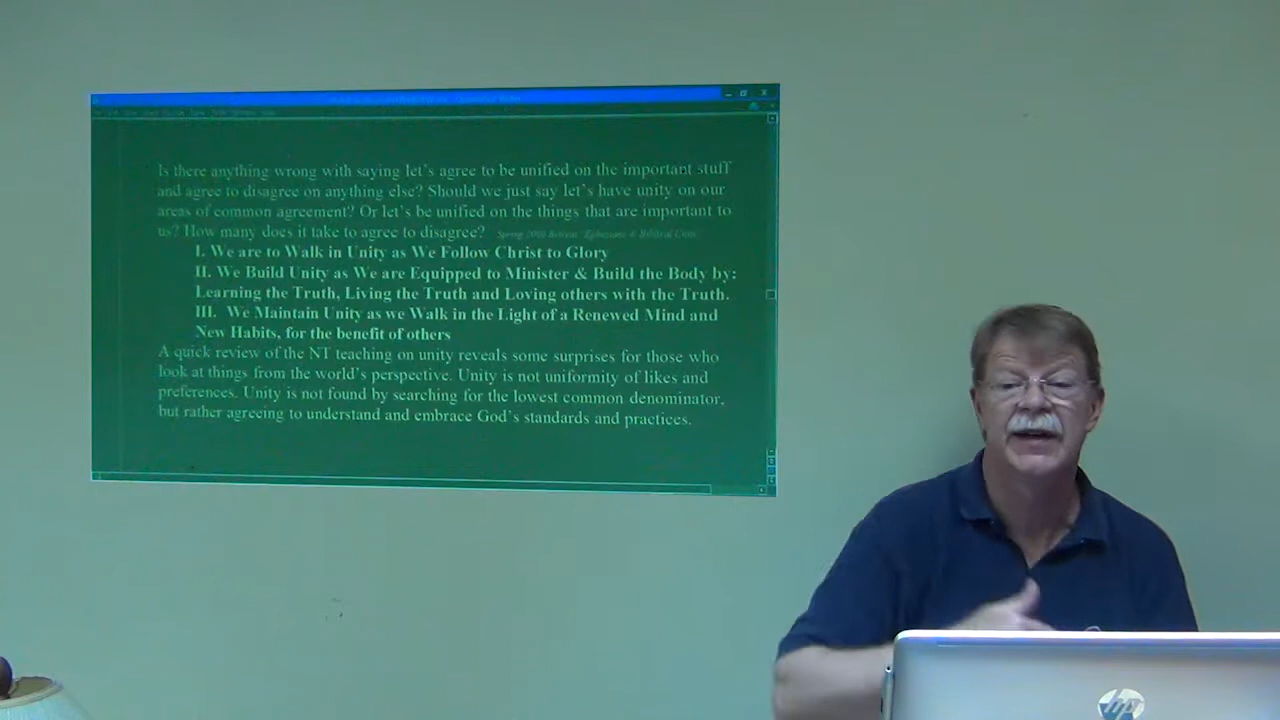 Is there anything wrong with saying let's agree to be unified on the important stuff
and agree to disagree on anything else? Should we just say let's have unity on our
areas of common agreement? Or let's be unified on the things that are important to
us? How many does it take to agree to disagree? Spring Retreat Ephesians 4 Biblical
I. We are to Walk in Unity as We Follow Christ to Glory
II. We Build Unity as We are Equipped to Minister & Build the Body by:
Learning the Truth, Living the Truth and Loving others with the Truth.
III. We Maintain Unity as we Walk in the Light of a Renewed Mind and
New Habits, for the benefit of others
A quick review of the NT teaching on unity reveals some surprises for those who
look at things from the world's perspective. Unity is not uniformity of likes and
preferences. Unity is not found by searching for the lowest common denominator,
but rather agreeing to understand and embrace God's standards and practices.
hp